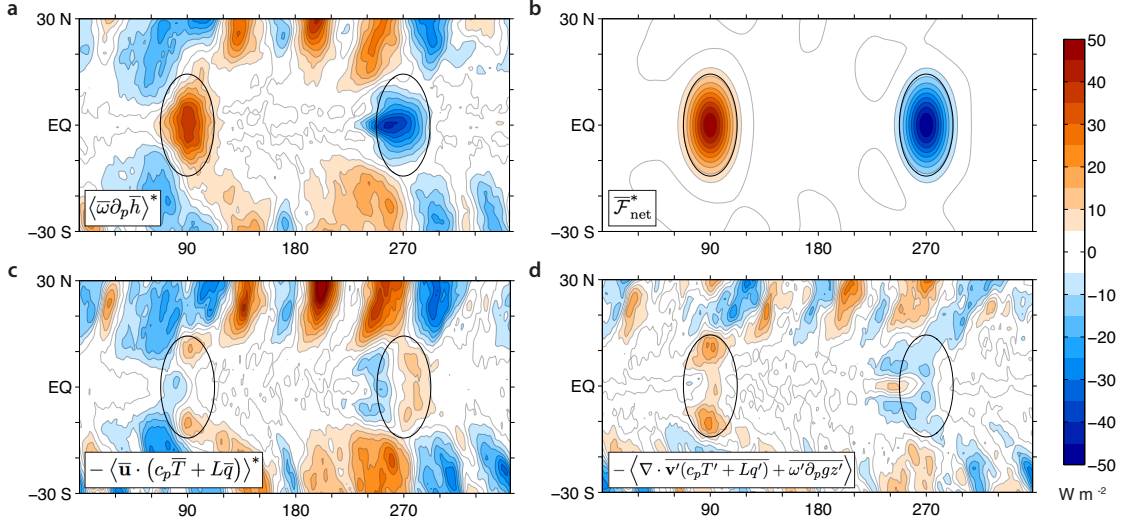 a
30 N
EQ
−30 S
90
180
270
⟨ω̅∂ₚh̅⟩*
b
30 N
EQ
−30 S
90
180
270
ℱ̅*net
c
30 N
EQ
−30 S
90
180
270
−⟨u̅ · (cₚT̅ + Lq̅)⟩*
d
30 N
EQ
−30 S
90
180
270
−⟨∇ · v′(cₚT′ + Lq′) + ω′∂ₚgz′⟩
50
40
30
20
10
0
−10
−20
−30
−40
−50
W m⁻²